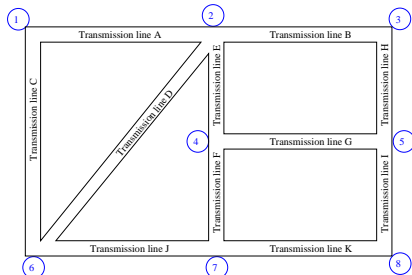 1
2
3
Transmission line A
Transmission line B
Transmission line C
Transmission line D
Transmission line E
Transmission line H
4
Transmission line G
5
Transmission line F
Transmission line I
Transmission line J
Transmission line K
6
7
8